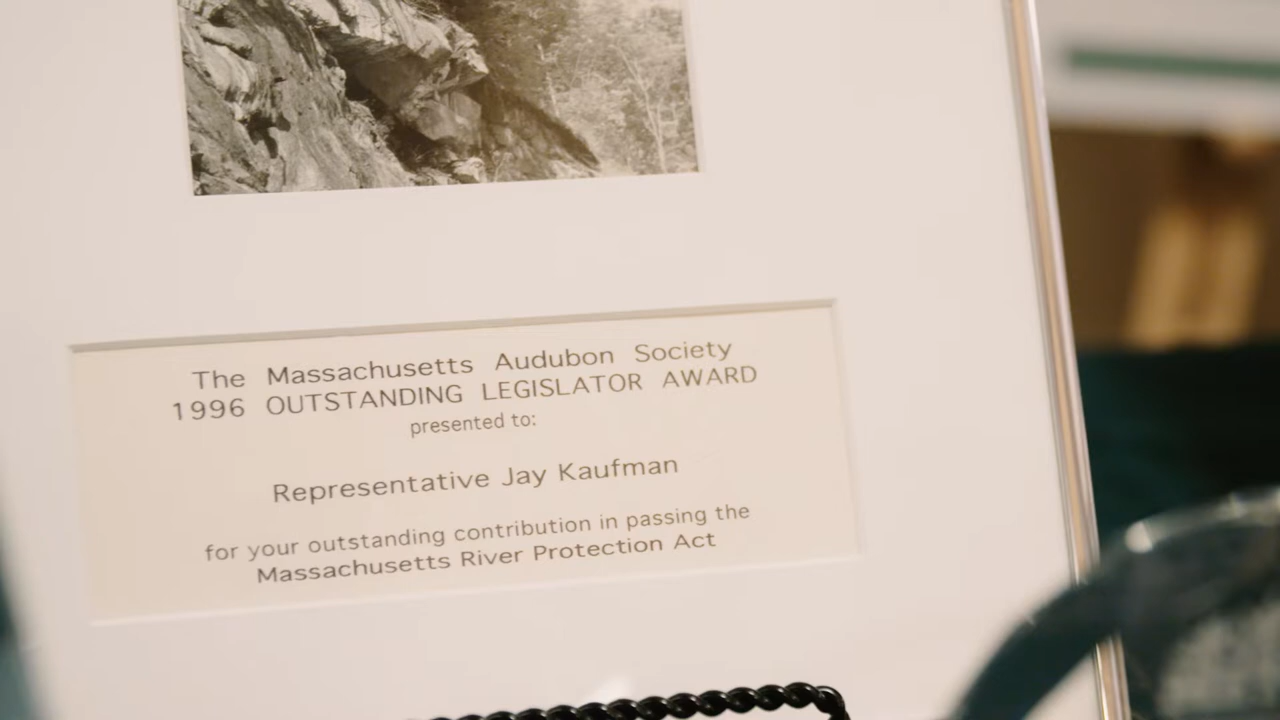 The Massachusetts Audubon Society
1996 OUTSTANDING LEGISLATOR AWARD
presented to:
Representative Jay Kaufman
for your outstanding contribution in passing the
Massachusetts River Protection Act